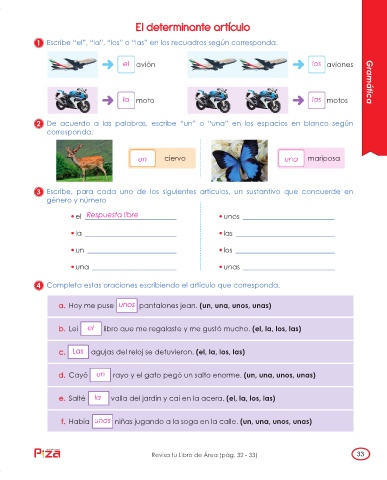 El determinante artículo
1 Escribe "el", "la", "los" o "las" en los recuadros según corresponda.
el avión
los aviones
la moto
las motos
Gramática
2 De acuerdo a las palabras, escribe "un" o "una" en los espacios en blanco según
corresponda.
un ciervo
una mariposa
3 Escribe, para cada uno de los siguientes artículos, un sustantivo que concuerde en
género y número
• el Respuesta libre
• unos
• la
• las
• un
• los
• una
• unas
4 Completa estas oraciones escribiendo el artículo que corresponda.
a. Hoy me puse unos pantalones jean. (un, una, unos, unas)
b. Leí el libro que me regalaste y me gustó mucho. (el, la, los, las)
c. Las agujas del reloj se detuvieron. (el, la, los, las)
d. Cayó un rayo y el gato pegó un salto enorme. (un, una, unos, unas)
e. Salté la valla del jardín y caí en la acera. (el, la, los, las)
f. Había unas niñas jugando a la soga en la calle. (un, una, unos, unas)
Revisa tu Libro de Área (pág. 32 - 33)
33